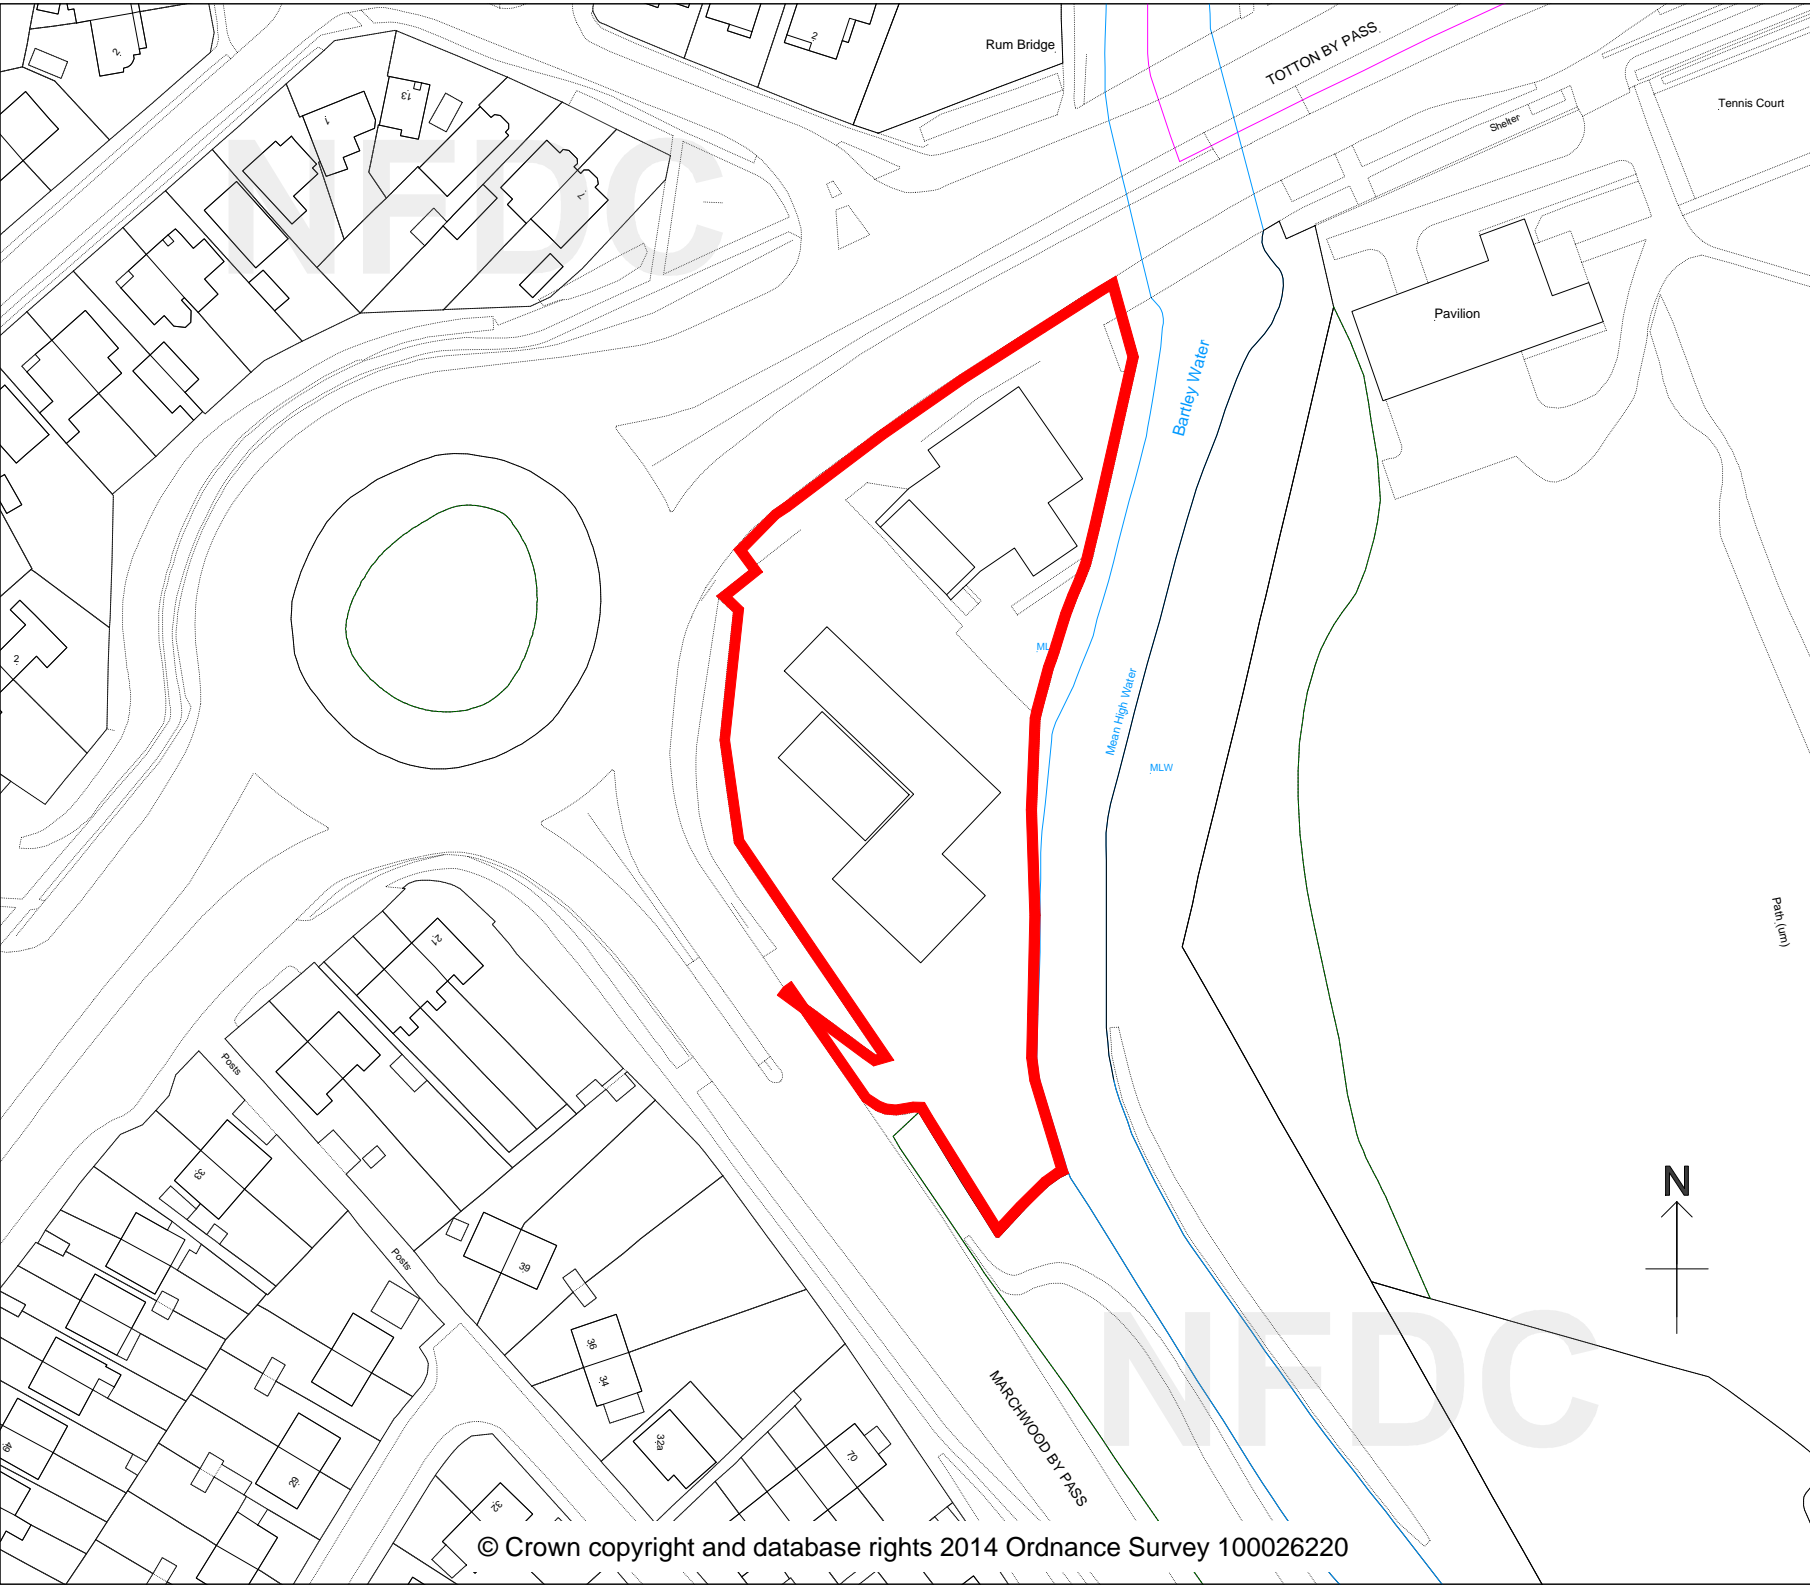 2
2
Rum Bridge
TOTTON BY PASS
Tennis Court
Shelter
13
1
7
NFDC
Pavilion
Bartley Water
2
ML
Mean High Water
MLW
Path (um)
21
Posts
33
N
Posts
39
36
34
NFDC
MARCHWOOD BY PASS
32a
70
32
© Crown copyright and database rights 2014 Ordnance Survey 100026220